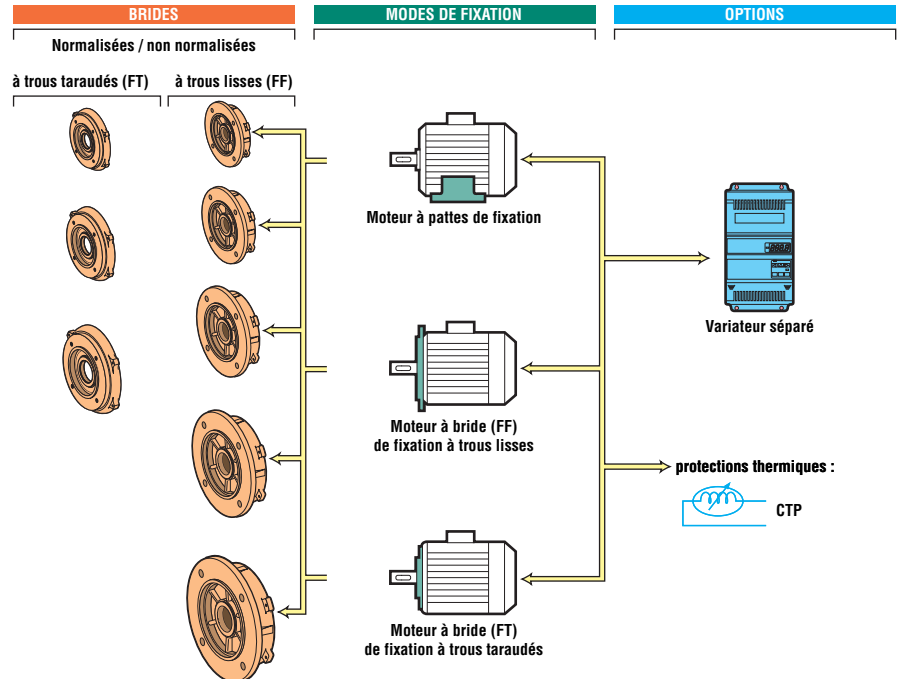 BRIDES
MODES DE FIXATION
OPTIONS
Normalisées / non normalisées
à trous taraudés (FT)
à trous lisses (FF)
Moteur à pattes de fixation
Variateur séparé
Moteur à bride (FF)
de fixation à trous lisses
protections thermiques :
CTP
Moteur à bride (FT)
de fixation à trous taraudés